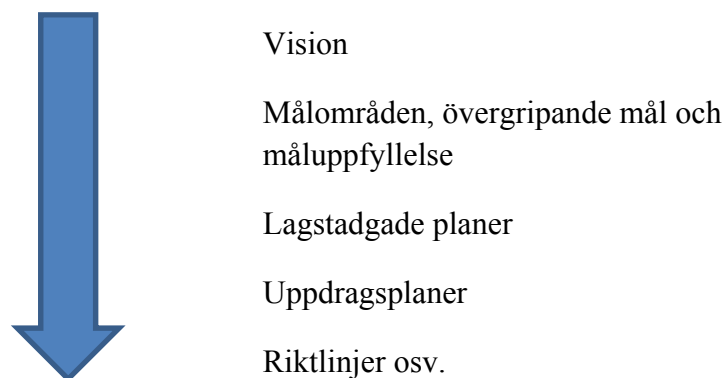 Vision
Målområden, övergripande mål och
måluppfyllelse
Lagstadgade planer
Uppdragsplaner
Riktlinjer osv.